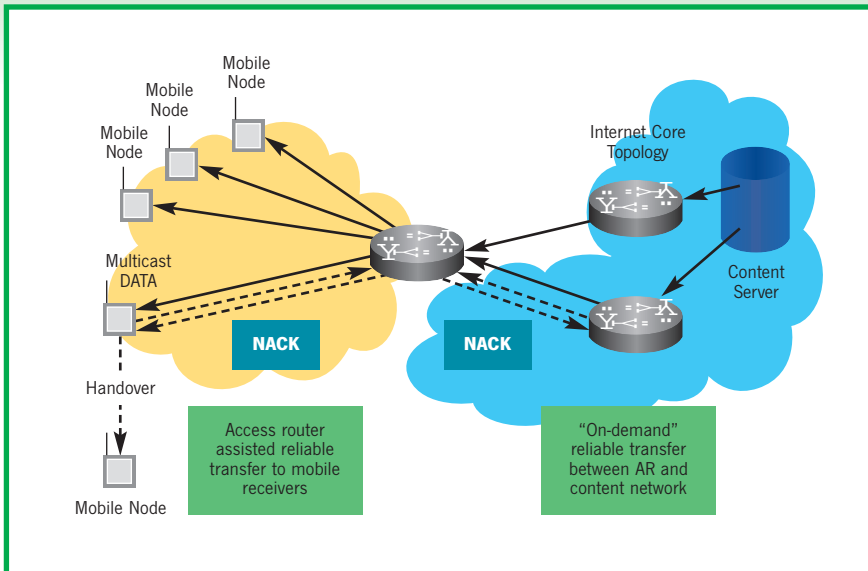 Mobile
Node
Mobile
Node
Mobile
Node
Internet Core
Topology
Multicast
DATA
Content
Server
NACK
NACK
Handover
Access router
assisted reliable
transfer to mobile
receivers
“On-demand”
reliable transfer
between AR and
content network
Mobile Node